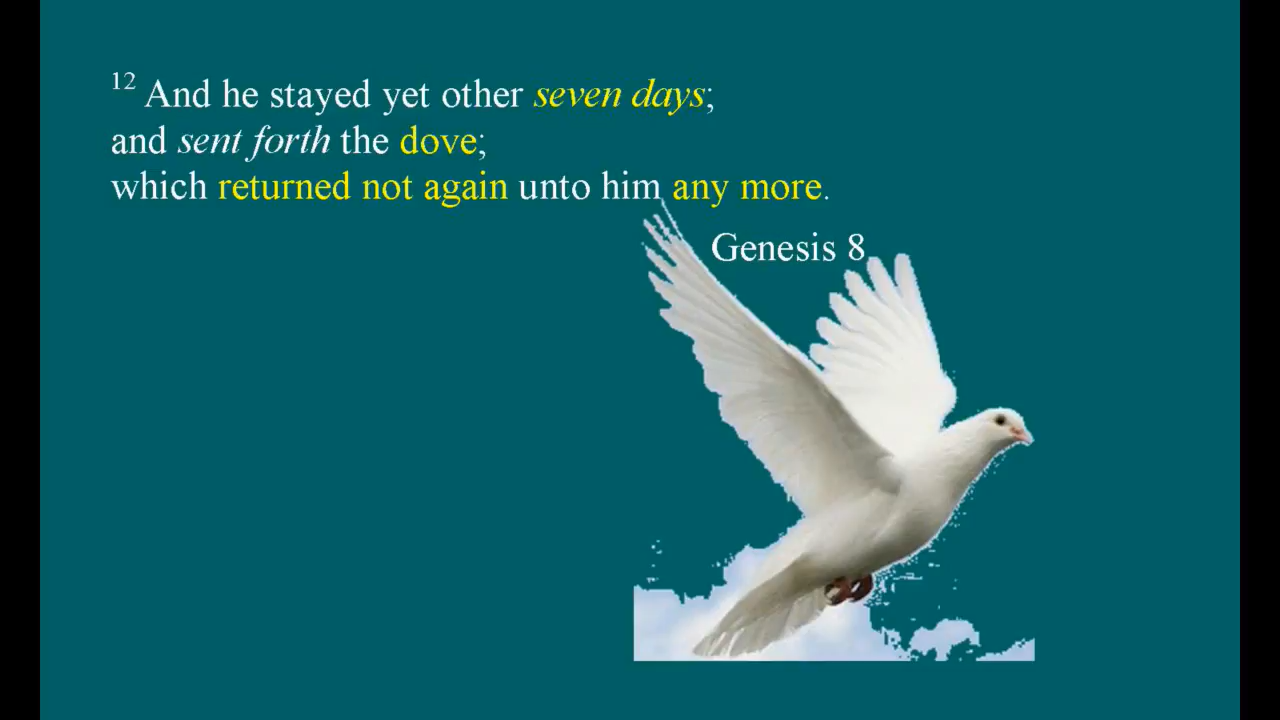 12 And he stayed yet other seven days;
and sent forth the dove;
which returned not again unto him any more.
Genesis 8